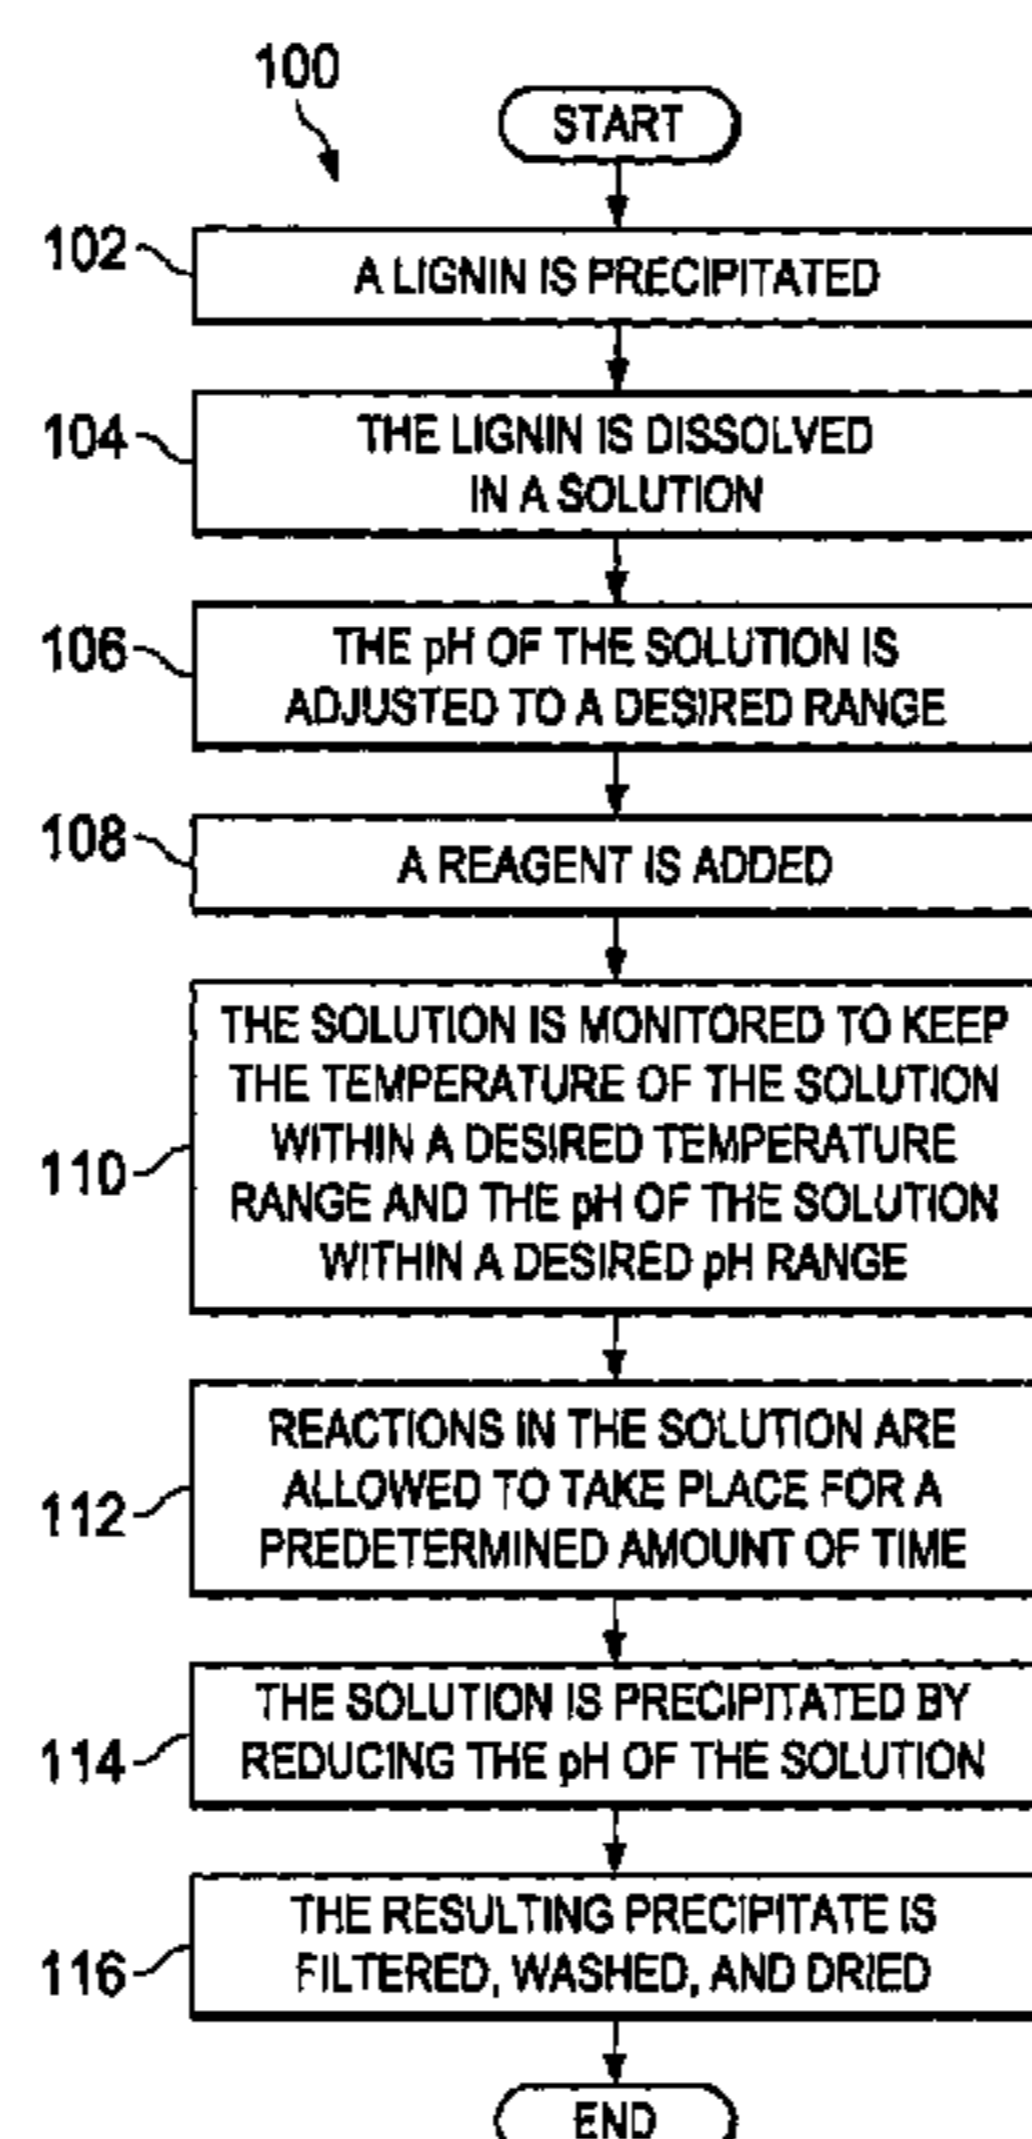 100
START
102
A LIGNIN IS PRECIPITATED
104
THE LIGNIN IS DISSOLVED
IN A SOLUTION
106
THE pH OF THE SOLUTION IS
ADJUSTED TO A DESIRED RANGE
108
A REAGENT IS ADDED
110
THE SOLUTION IS MONITORED TO KEEP
THE TEMPERATURE OF THE SOLUTION
WITHIN A DESIRED TEMPERATURE
RANGE AND THE pH OF THE SOLUTION
WITHIN A DESIRED pH RANGE
112
REACTIONS IN THE SOLUTION ARE
ALLOWED TO TAKE PLACE FOR A
PREDETERMINED AMOUNT OF TIME
114
THE SOLUTION IS PRECIPITATED BY
REDUCING THE pH OF THE SOLUTION
116
THE RESULTING PRECIPITATE IS
FILTERED, WASHED, AND DRIED
END